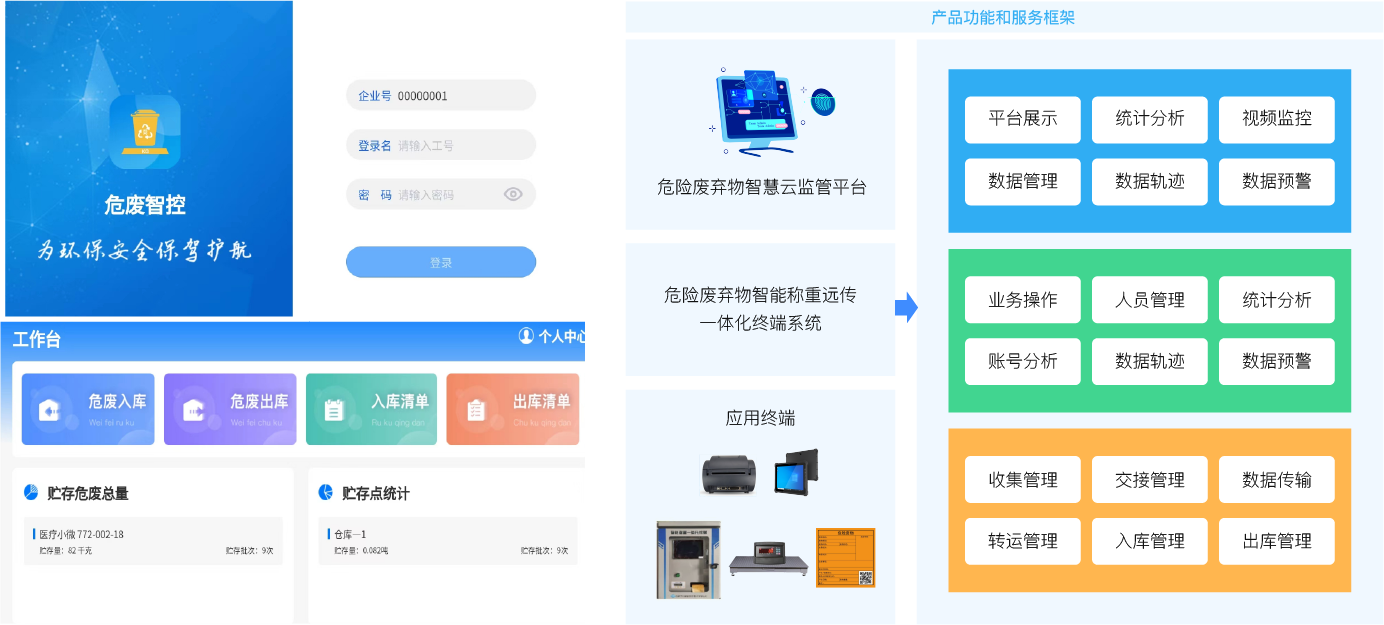 危废智控
为环保安全保驾护航
企业号 00000001
登录名 请输入工号
密 码 请输入密码
登录
工作台
个人中心
危废入库
Wei fei ru ku
危废出库
Wei fei chu ku
入库清单
Ru ku qing dan
出库清单
Chu ku qing dan
贮存危废总量
医疗小微 772-002-18
贮存量：82 千克
贮存批次：9次
贮存点统计
仓库一1
贮存量：0.082吨
贮存批次：9次
产品功能和服务框架
危险废弃物智慧云监管平台
危险废弃物智能称重远传
一体化终端系统
应用终端
平台展示
统计分析
视频监控
数据管理
数据轨迹
数据预警
业务操作
人员管理
统计分析
账号分析
数据轨迹
数据预警
收集管理
交接管理
数据传输
转运管理
入库管理
出库管理